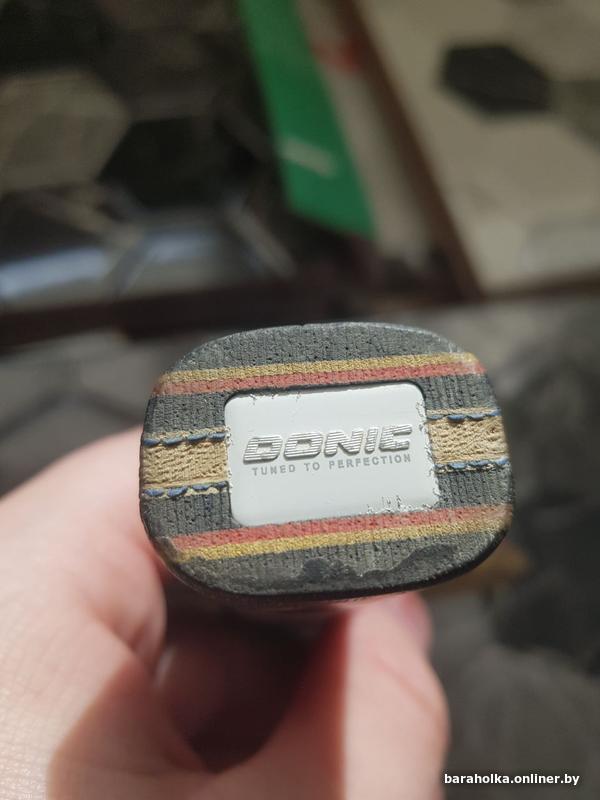 DONIC
TUNED TO PERFECTION
baraholka.onliner.by